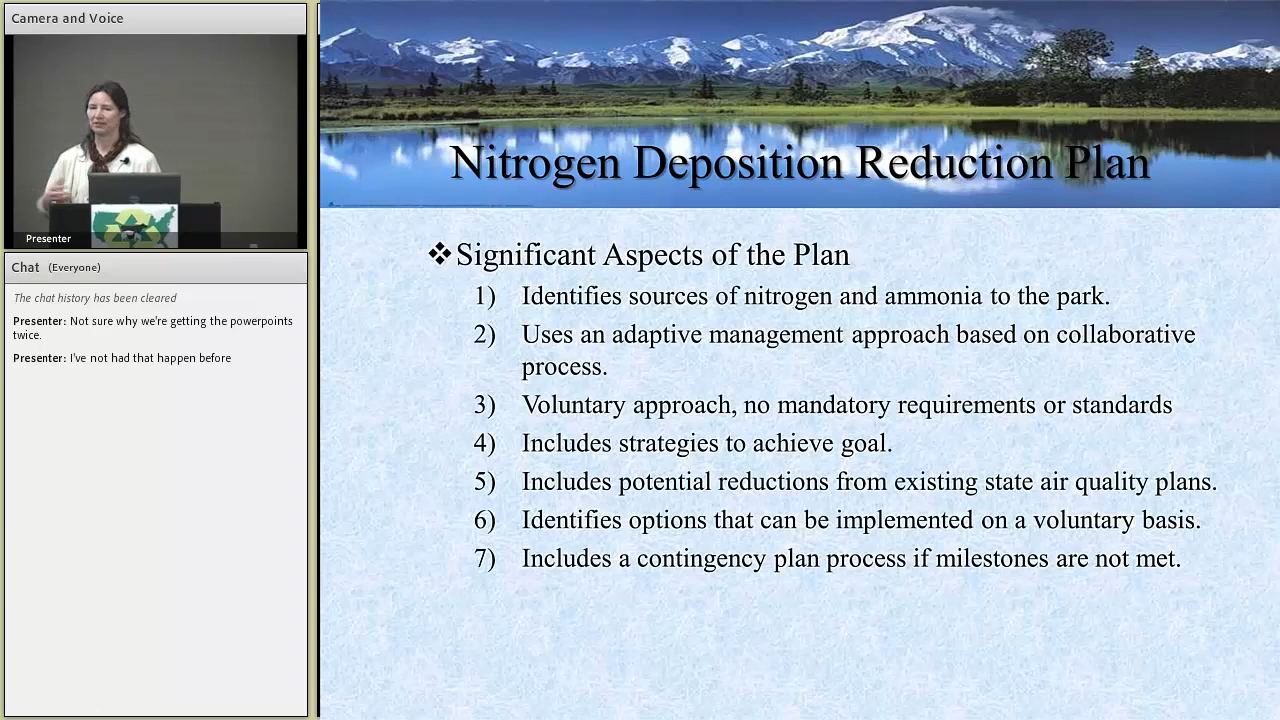 Camera and Voice
Presenter
Chat (Everyone)
The chat history has been cleared
Presenter: Not sure why we're getting the powerpoints
twice.
Presenter: I've not had that happen before
Nitrogen Deposition Reduction Plan
❖Significant Aspects of the Plan
1) Identifies sources of nitrogen and ammonia to the park.
2) Uses an adaptive management approach based on collaborative
process.
3) Voluntary approach, no mandatory requirements or standards
4) Includes strategies to achieve goal.
5) Includes potential reductions from existing state air quality plans.
6) Identifies options that can be implemented on a voluntary basis.
7) Includes a contingency plan process if milestones are not met.